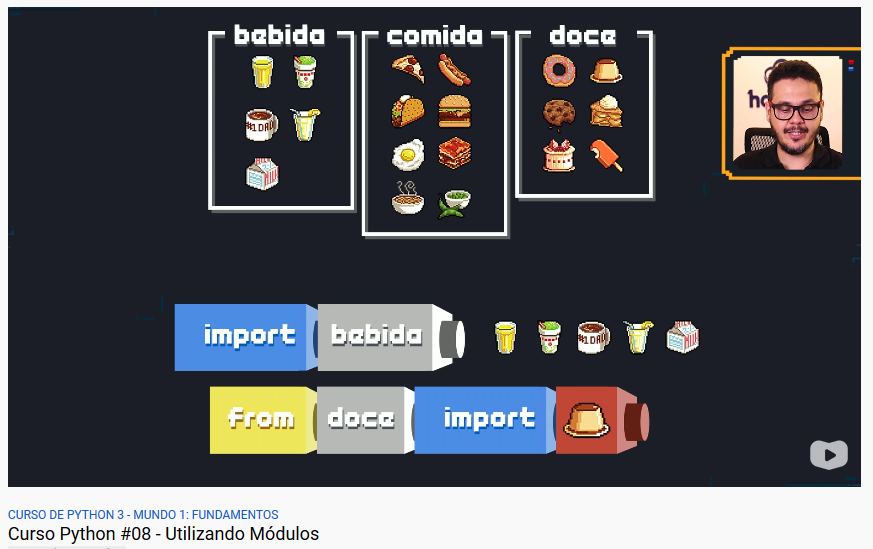 bebida
comida
doce
#1 DAD
import bebida
#1 DAD
from doce import
CURSO DE PYTHON 3 - MUNDO 1: FUNDAMENTOS
Curso Python #08 - Utilizando Módulos